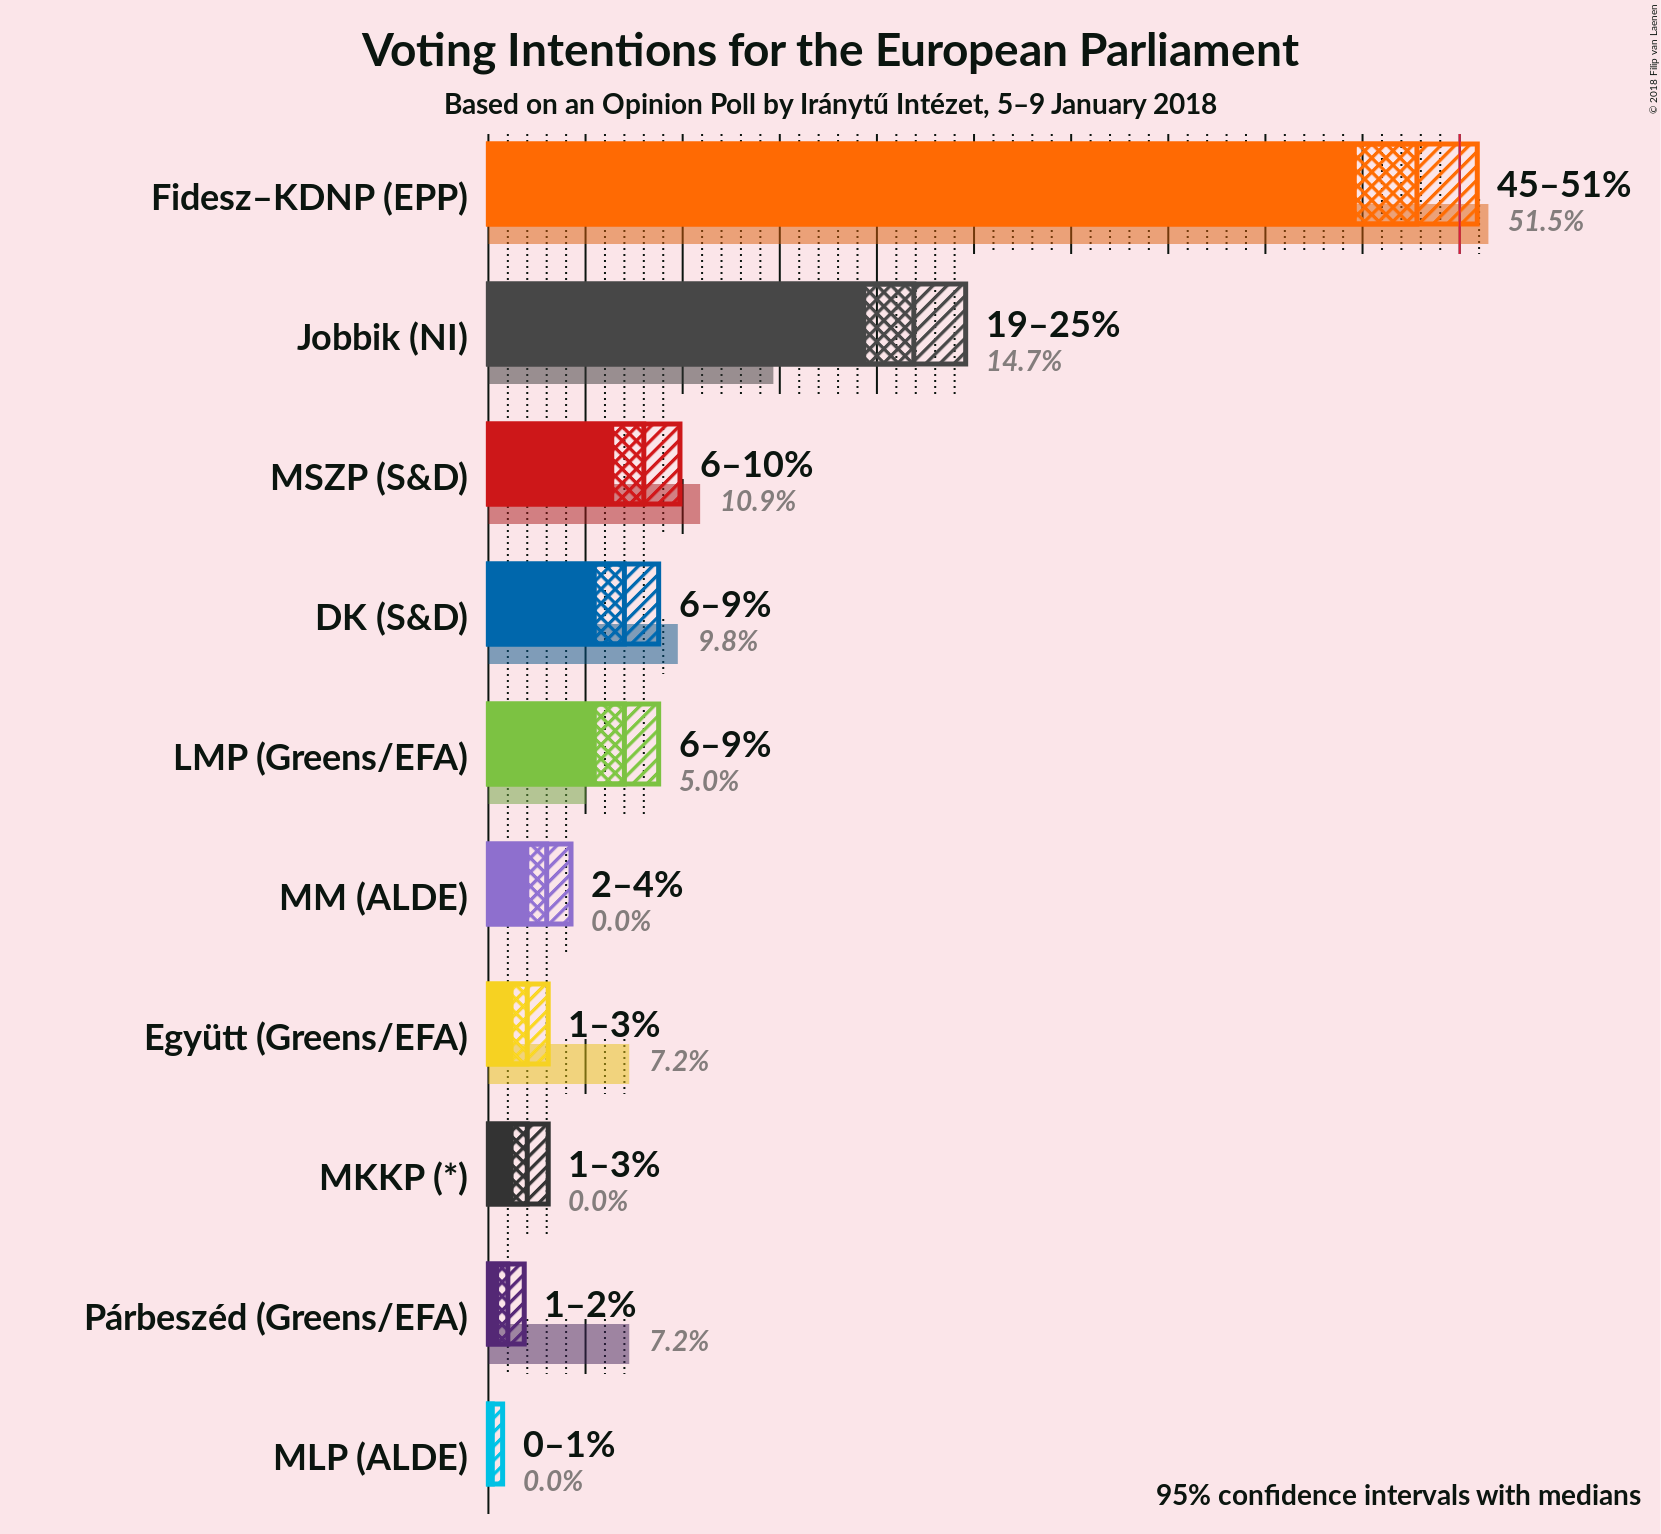 Voting Intentions for the European Parliament
Based on an Opinion Poll by Iránytű Intézet, 5–9 January 2018
© 2018 Filip van Laenen
Fidesz–KDNP (EPP)
45–51%
51.5%
Jobbik (NI)
19–25%
14.7%
MSZP (S&D)
6–10%
10.9%
DK (S&D)
6–9%
9.8%
LMP (Greens/EFA)
6–9%
5.0%
MM (ALDE)
2–4%
0.0%
Együtt (Greens/EFA)
1–3%
7.2%
MKKP (*)
1–3%
0.0%
Párbeszéd (Greens/EFA)
1–2%
7.2%
MLP (ALDE)
0–1%
0.0%
95% confidence intervals with medians